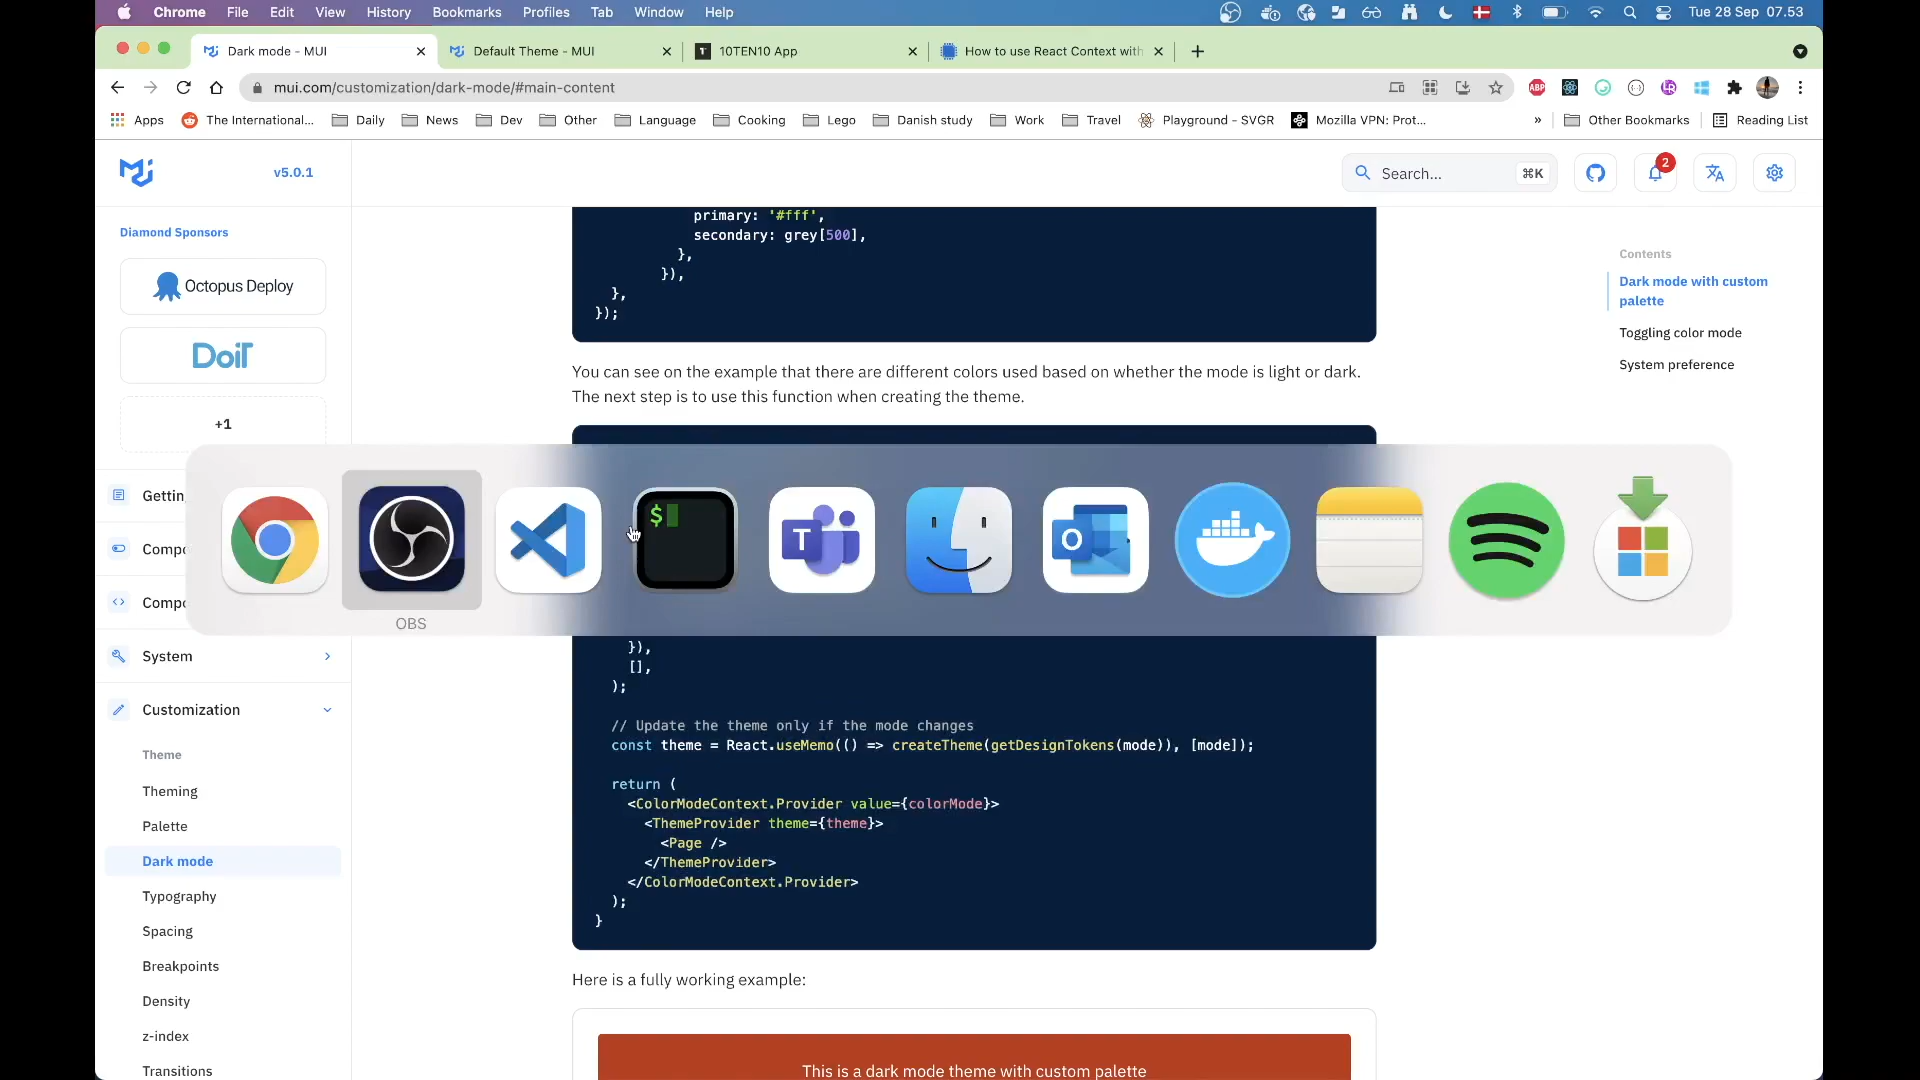 Chrome File Edit View History Bookmarks Profiles Tab Window Help
Tue 28 Sep 07.53
Dark mode - MUI
Default Theme - MUI
10TEN10 App
How to use React Context with
mui.com/customization/dark-mode/#main-content
ABP
Apps
The International...
Daily
News
Dev
Other
Language
Cooking
Lego
Danish study
Work
Travel
Playground - SVGR
Mozilla VPN: Prot...
»
Other Bookmarks
Reading List
v5.0.1
Search...
⌘K
2
Diamond Sponsors
Octopus Deploy
DoiT
+1
Gettin
Compo
Compo
System
Customization
Theme
Theming
Palette
Dark mode
Typography
Spacing
Breakpoints
Density
z-index
Transitions
primary: '#fff',
secondary: grey[500],
},
}),
},
});
You can see on the example that there are different colors used based on whether the mode is light or dark.
The next step is to use this function when creating the theme.
$
T
O
OBS
}),
[],
);
// Update the theme only if the mode changes
const theme = React.useMemo(() => createTheme(getDesignTokens(mode)), [mode]);
return (
<ColorModeContext.Provider value={colorMode}>
<ThemeProvider theme={theme}>
<Page />
</ThemeProvider>
</ColorModeContext.Provider>
);
}
Here is a fully working example:
This is a dark mode theme with custom palette
Contents
Dark mode with custom
palette
Toggling color mode
System preference